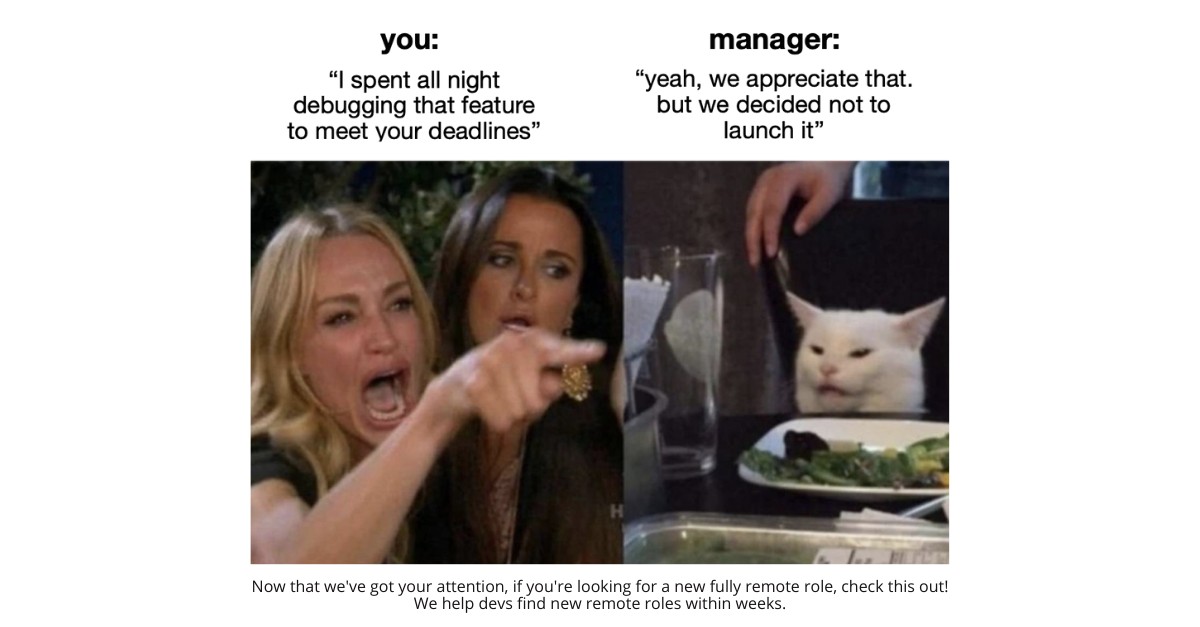 you:
“I spent all night
debugging that feature
to meet your deadlines”
manager:
“yeah, we appreciate that.
but we decided not to
launch it”
H
Now that we've got your attention, if you're looking for a new fully remote role, check this out!
We help devs find new remote roles within weeks.